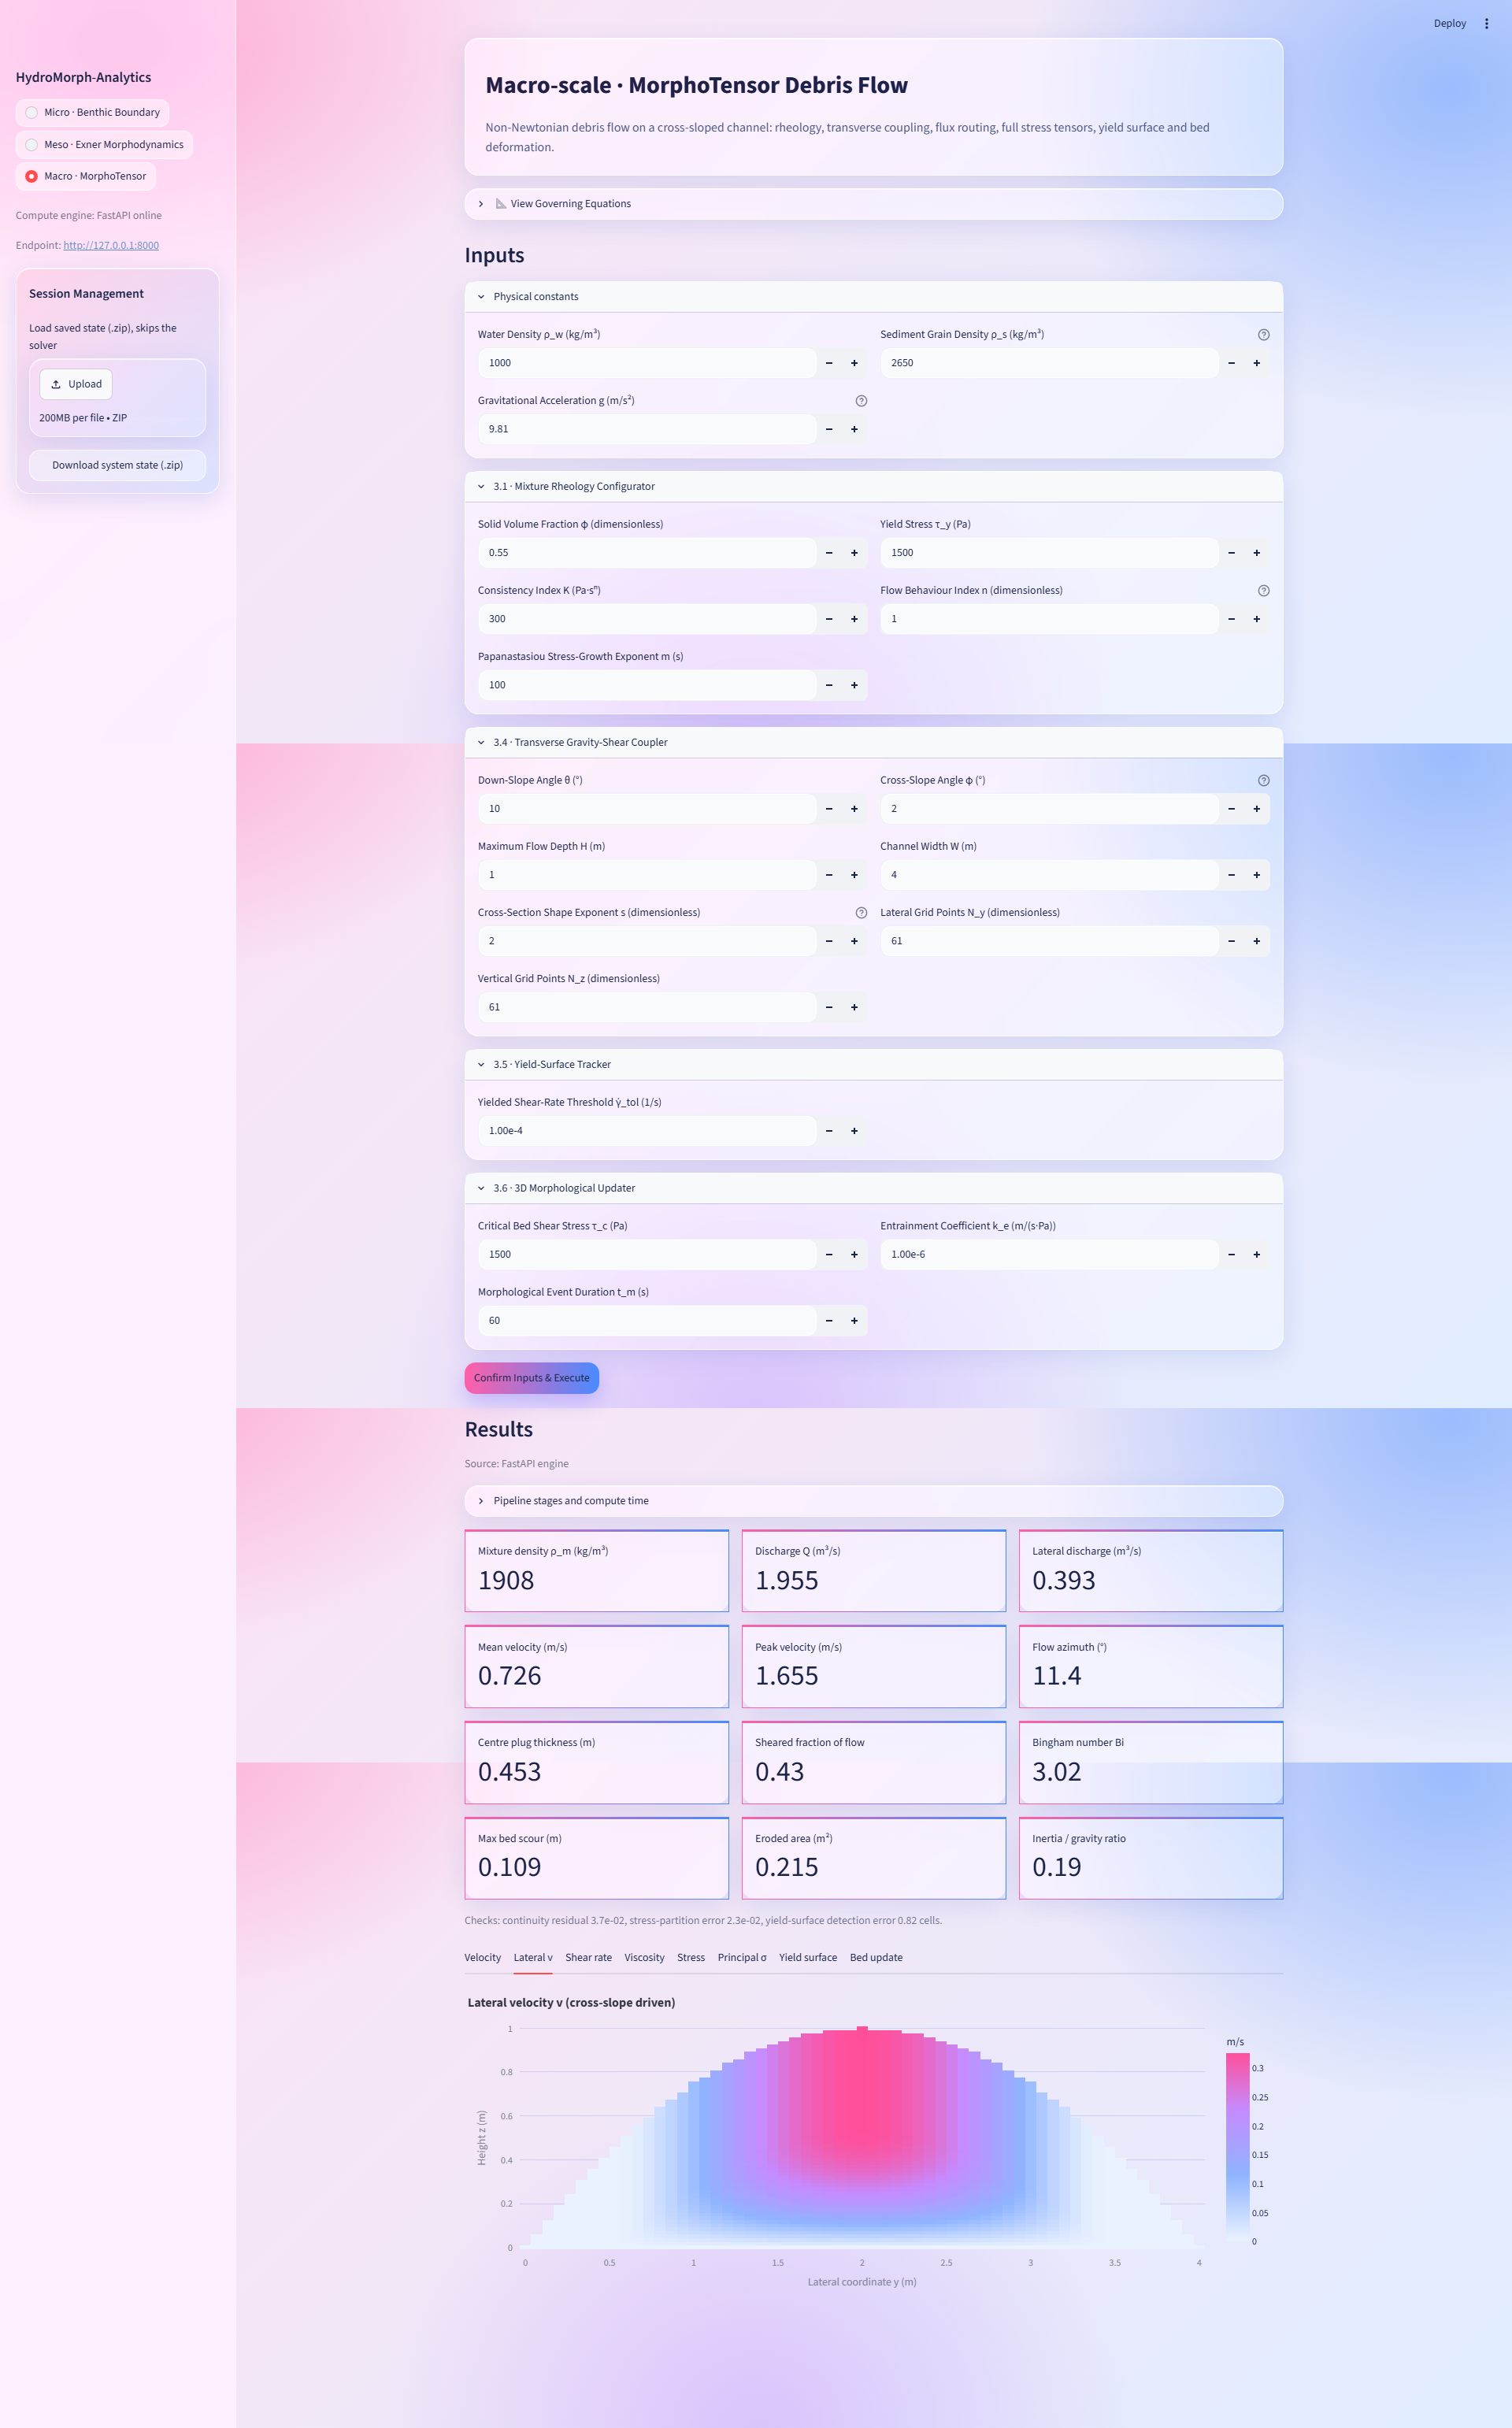 Deploy
HydroMorph-Analytics
Micro · Benthic Boundary
Meso · Exner Morphodynamics
Macro · MorphoTensor
Compute engine: FastAPI online
Endpoint: http://127.0.0.1:8000
Session Management
Load saved state (.zip), skips the
solver
Upload
200MB per file • ZIP
Download system state (.zip)
Macro-scale · MorphoTensor Debris Flow
Non-Newtonian debris flow on a cross-sloped channel: rheology, transverse coupling, flux routing, full stress tensors, yield surface and bed
deformation.
📐 View Governing Equations
Inputs
Physical constants
Water Density ρ_w (kg/m³)
Sediment Grain Density ρ_s (kg/m³)
1000
2650
Gravitational Acceleration g (m/s²)
9.81
3.1 · Mixture Rheology Configurator
Solid Volume Fraction φ (dimensionless)
Yield Stress τ_y (Pa)
0.55
1500
Consistency Index K (Pa·sⁿ)
Flow Behaviour Index n (dimensionless)
300
1
Papanastasiou Stress-Growth Exponent m (s)
100
3.4 · Transverse Gravity-Shear Coupler
Down-Slope Angle θ (°)
Cross-Slope Angle φ (°)
10
2
Maximum Flow Depth H (m)
Channel Width W (m)
1
4
Cross-Section Shape Exponent s (dimensionless)
Lateral Grid Points N_y (dimensionless)
2
61
Vertical Grid Points N_z (dimensionless)
61
3.5 · Yield-Surface Tracker
Yielded Shear-Rate Threshold γ̇_tol (1/s)
1.00e-4
3.6 · 3D Morphological Updater
Critical Bed Shear Stress τ_c (Pa)
Entrainment Coefficient k_e (m/(s·Pa))
1500
1.00e-6
Morphological Event Duration t_m (s)
60
Confirm Inputs & Execute
Results
Source: FastAPI engine
Pipeline stages and compute time
Mixture density ρ_m (kg/m³)
1908
Discharge Q (m³/s)
1.955
Lateral discharge (m³/s)
0.393
Mean velocity (m/s)
0.726
Peak velocity (m/s)
1.655
Flow azimuth (°)
11.4
Centre plug thickness (m)
0.453
Sheared fraction of flow
0.43
Bingham number Bi
3.02
Max bed scour (m)
0.109
Eroded area (m²)
0.215
Inertia / gravity ratio
0.19
Checks: continuity residual 3.7e-02, stress-partition error 2.3e-02, yield-surface detection error 0.82 cells.
Velocity Lateral v Shear rate Viscosity Stress Principal σ Yield surface Bed update
Lateral velocity v (cross-slope driven)
1
0.8
0.6
0.4
0.2
0
Height z (m)
0 0.5 1 1.5 2 2.5 3 3.5 4
Lateral coordinate y (m)
m/s
0.3
0.25
0.2
0.15
0.1
0.05
0